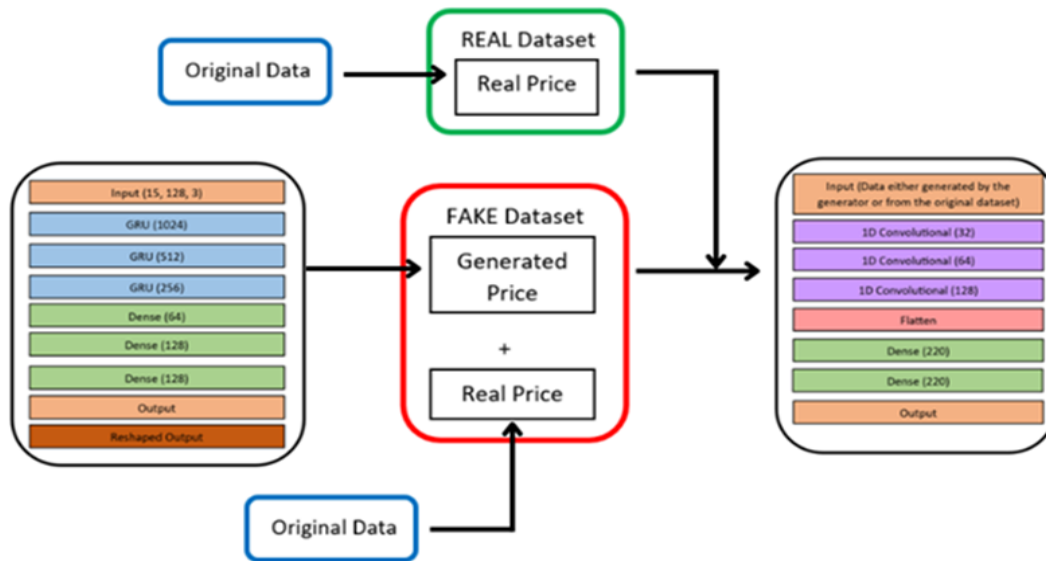 Original Data
REAL Dataset
Real Price
Input (15, 128, 3)
GRU (1024)
GRU (512)
GRU (256)
Dense (64)
Dense (128)
Dense (128)
Output
Reshaped Output
FAKE Dataset
Generated
Price
+
Real Price
Original Data
Input (Data either generated by the
generator or from the original dataset)
1D Convolutional (32)
1D Convolutional (64)
1D Convolutional (128)
Flatten
Dense (220)
Dense (220)
Output